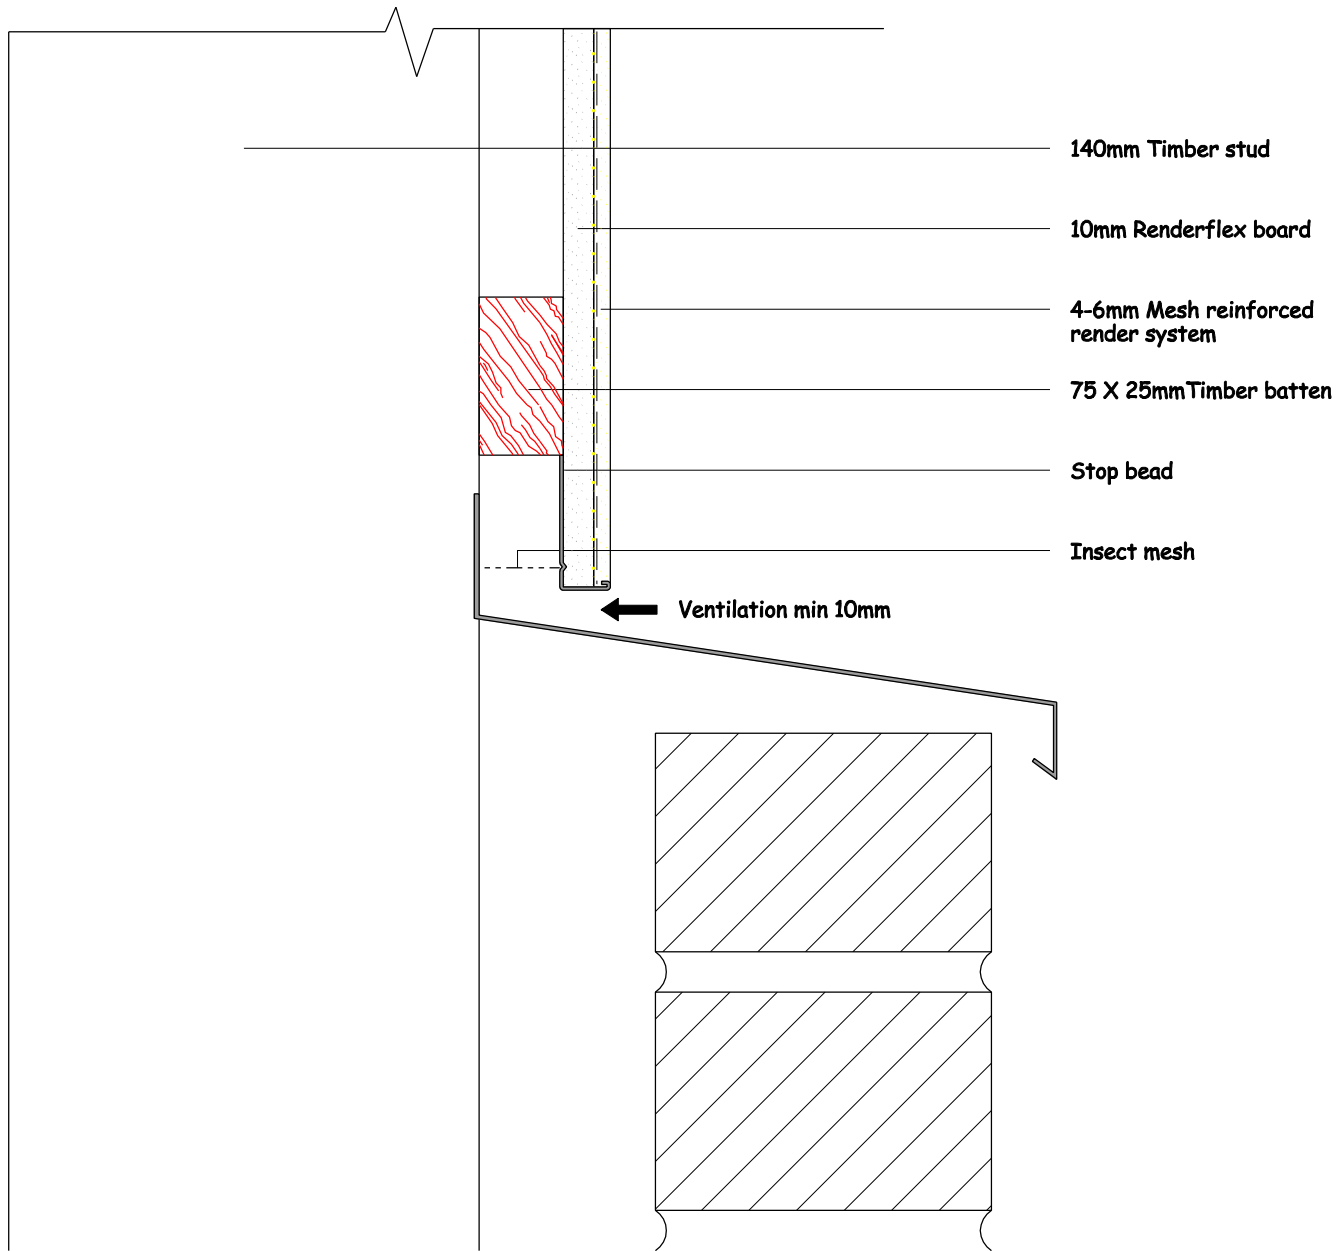 140mm Timber stud
10mm Renderflex board
4-6mm Mesh reinforced
render system
75 X 25mmTimber batten
Stop bead
Insect mesh
Ventilation min 10mm